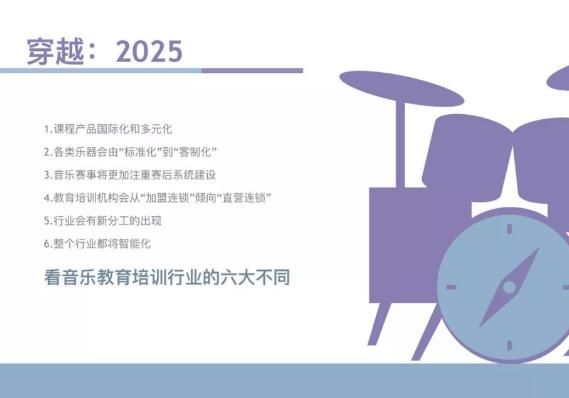 穿越：2025
1.课程产品国际化和多元化
2.各类乐器会由“标准化”到“客制化”
3.音乐赛事将更加注重赛后系统建设
4.教育培训机构会从“加盟连锁”倾向“直营连锁”
5.行业会有新分工的出现
6.整个行业都将智能化
看音乐教育培训行业的六大不同